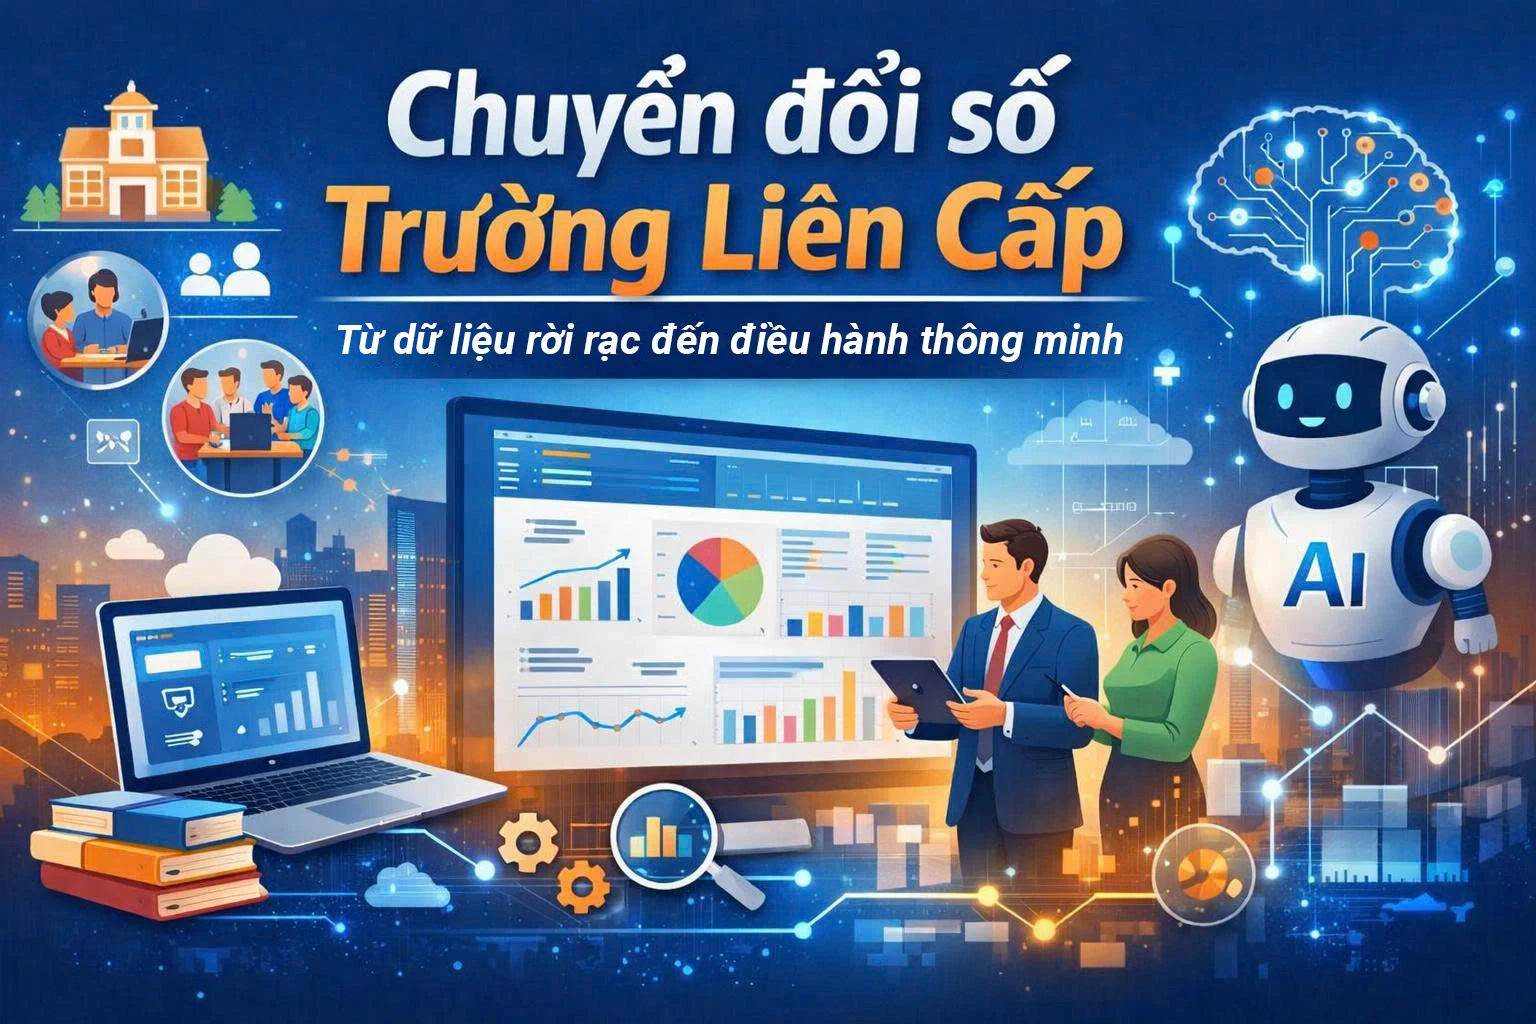 Chuyển đổi số
Trường Liên Cấp
Từ dữ liệu rời rạc đến điều hành thông minh
AI